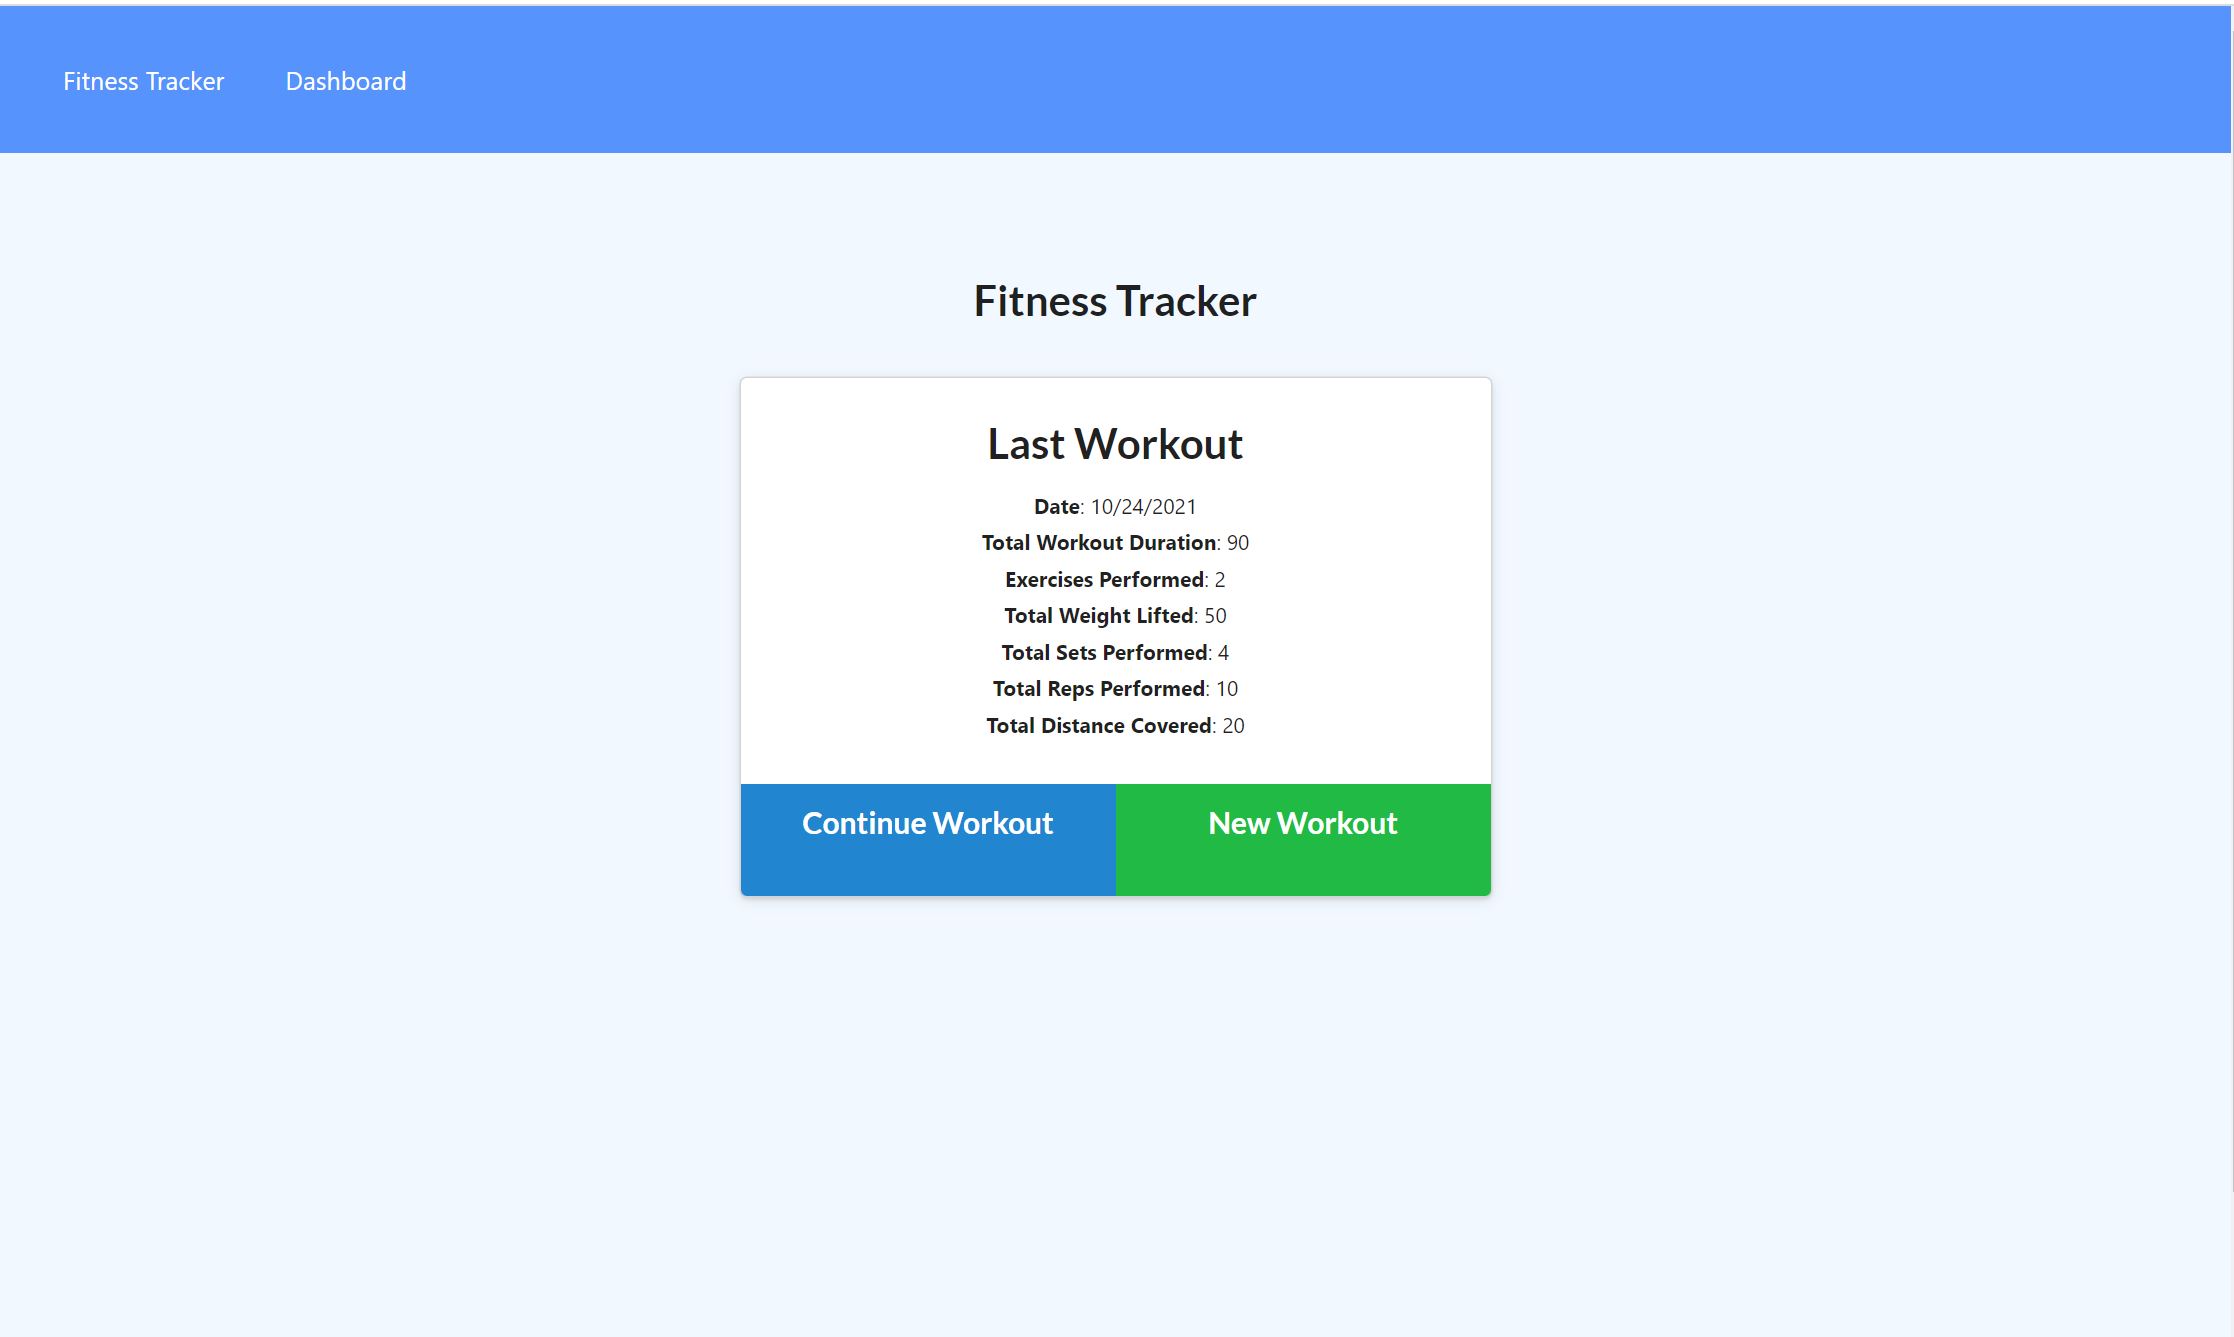 Fitness Tracker Dashboard
Fitness Tracker
Last Workout
Date: 10/24/2021
Total Workout Duration: 90
Exercises Performed: 2
Total Weight Lifted: 50
Total Sets Performed: 4
Total Reps Performed: 10
Total Distance Covered: 20
Continue Workout New Workout